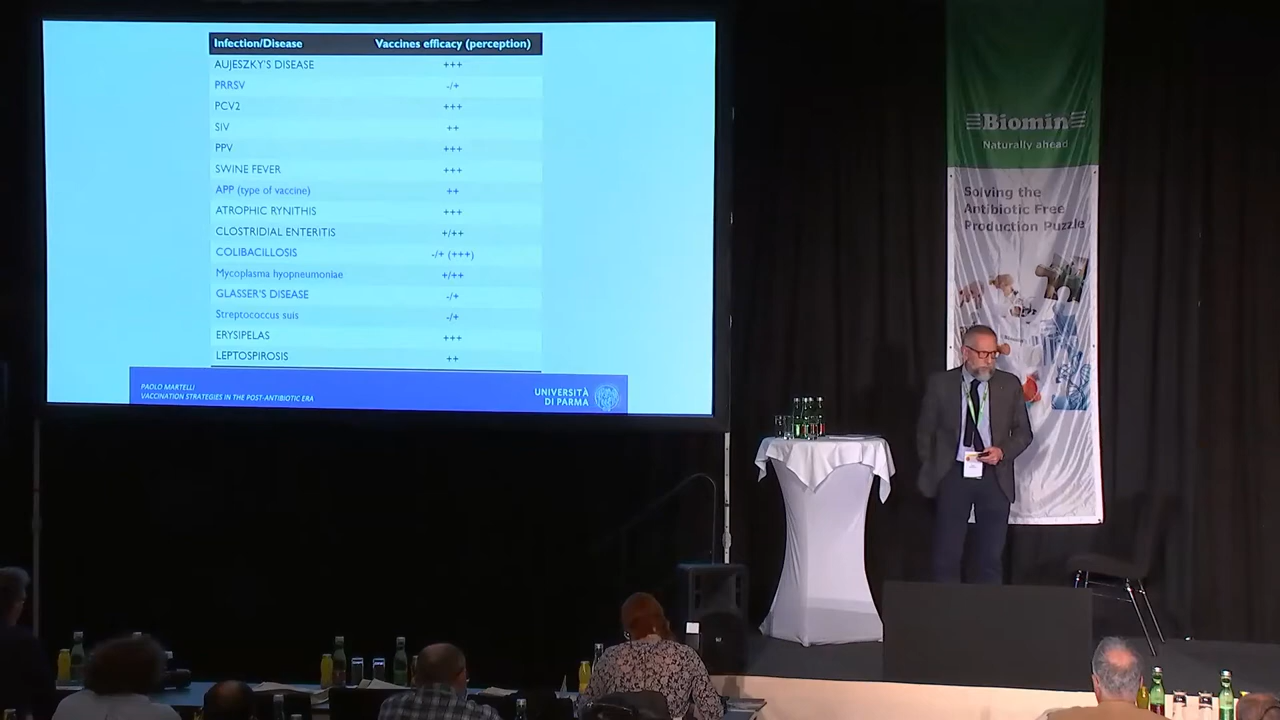 Infection/Disease Vaccines efficacy (perception)
AUJESZKY'S DISEASE +++
PRRSV -/+
PCV2 +++
SIV ++
PPV +++
SWINE FEVER +++
APP (type of vaccine) ++
ATROPHIC RYNITHIS +++
CLOSTRIDIAL ENTERITIS +/++
COLIBACILLOSIS -/+ (+++)
Mycoplasma hyopneumoniae +/++
GLASSER'S DISEASE -/+
Streptococcus suis -/+
ERYSIPELAS +++
LEPTOSPIROSIS ++
PAOLO MARTELLI
VACCINATION STRATEGIES IN THE POST-ANTIBIOTIC ERA
UNIVERSITÀ
DI PARMA
Biomin
Naturally ahead
Solving the
Antibiotic Free
Production Puzzle